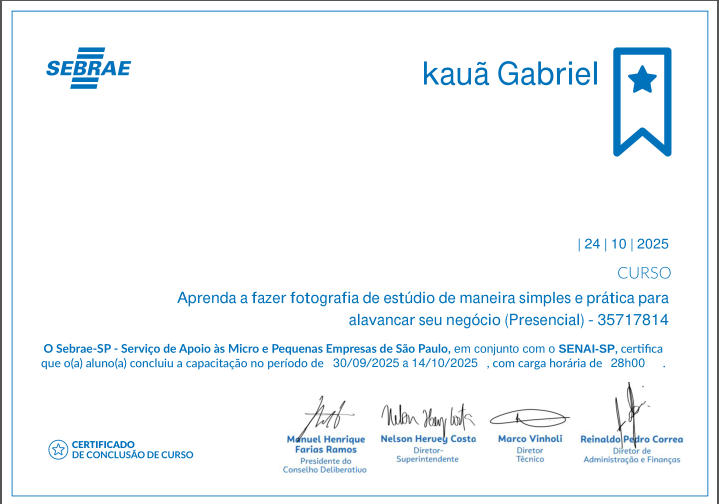 SEBRAE
kauã Gabriel
| 24 | 10 | 2025
CURSO
Aprenda a fazer fotografia de estúdio de maneira simples e prática para
alavancar seu negócio (Presencial) - 35717814
O Sebrae-SP - Serviço de Apoio às Micro e Pequenas Empresas de São Paulo, em conjunto com o SENAI-SP, certifica
que o(a) aluno(a) concluiu a capacitação no período de 30/09/2025 a 14/10/2025 , com carga horária de 28h00 .
Manuel Henrique
Farias Ramos
Presidente do
Conselho Deliberativo
Nelson Hervey Costa
Diretor-
Superintendente
Marco Vinholi
Diretor
Técnico
Reinaldo Pedro Correa
Diretor de
Administração e Finanças
CERTIFICADO
DE CONCLUSÃO DE CURSO